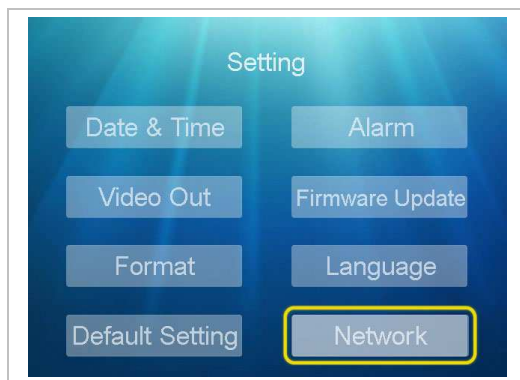 Setting
Date & Time
Alarm
Video Out
Firmware Update
Format
Language
Default Setting
Network